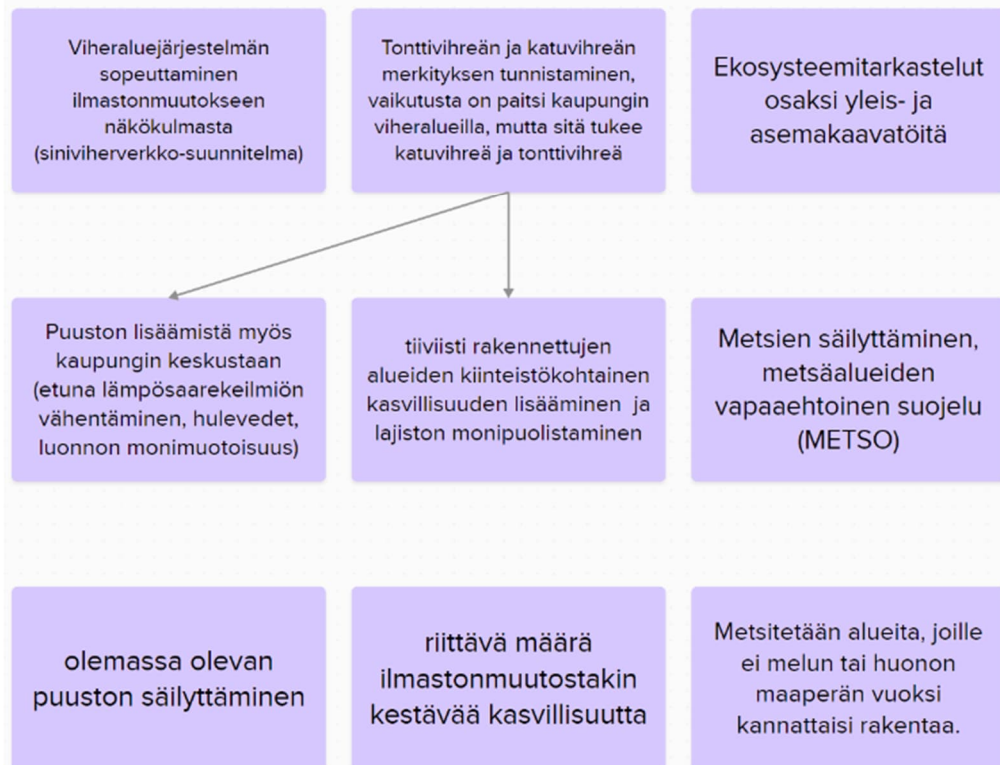 Viheraluejärjestelmän
sopeuttaminen
ilmastonmuutokseen
näkökulmasta
(siniviherverkko-suunnitelma)
Tonttivihreän ja katuvihreän
merkityksen tunnistaminen,
vaikutusta on paitsi kaupungin
viheralueilla, mutta sitä tukee
katuvihreä ja tonttivihreä
Ekosysteemitarkastelut
osaksi yleis- ja
asemakaavatöitä
Puuston lisäämistä myös
kaupungin keskustaan
(etuna lämpösaarekeilmiön
vähentäminen, hulevedet,
luonnon monimuotoisuus)
tiiviisti rakennettujen
alueiden kiinteistökohtainen
kasvillisuuden lisääminen ja
lajiston monipuolistaminen
Metsien säilyttäminen,
metsäalueiden
vapaaehtoinen suojelu
(METSO)
olemassa olevan
puuston säilyttäminen
riittävä määrä
ilmastonmuutostakin
kestävää kasvillisuutta
Metsitetään alueita, joille
ei melun tai huonon
maaperän vuoksi
kannattaisi rakentaa.